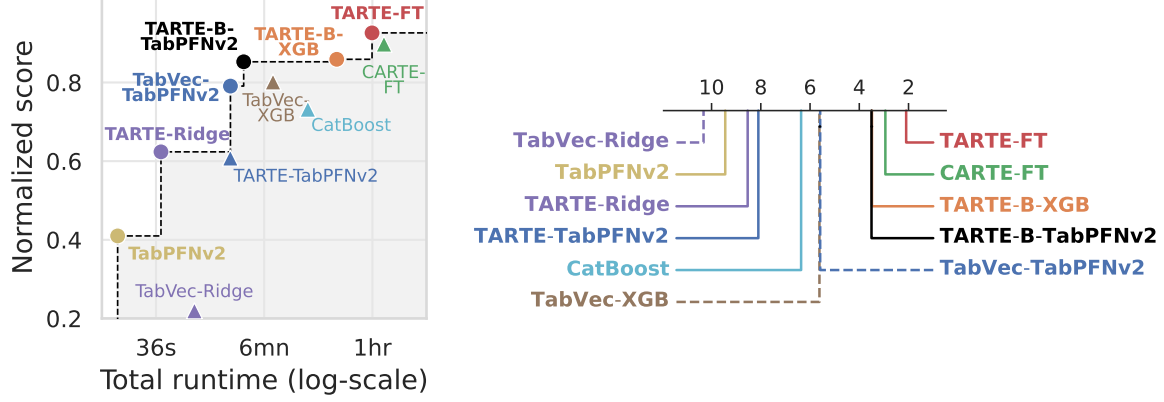 Normalized score
0.8
0.6
0.4
0.2
TARTE-FT
TARTE-B-
TabPFNv2
TARTE-B-
XGB
CARTE-
FT
TabVec-
TabPFNv2
TabVec-
XGB
CatBoost
TARTE-Ridge
TARTE-TabPFNv2
TabPFNv2
TabVec-Ridge
36s
6mn
1hr
Total runtime (log-scale)
10
8
6
4
2
TabVec-Ridge
TabPFNv2
TARTE-Ridge
TARTE-TabPFNv2
CatBoost
TabVec-XGB
TARTE-FT
CARTE-FT
TARTE-B-XGB
TARTE-B-TabPFNv2
TabVec-TabPFNv2